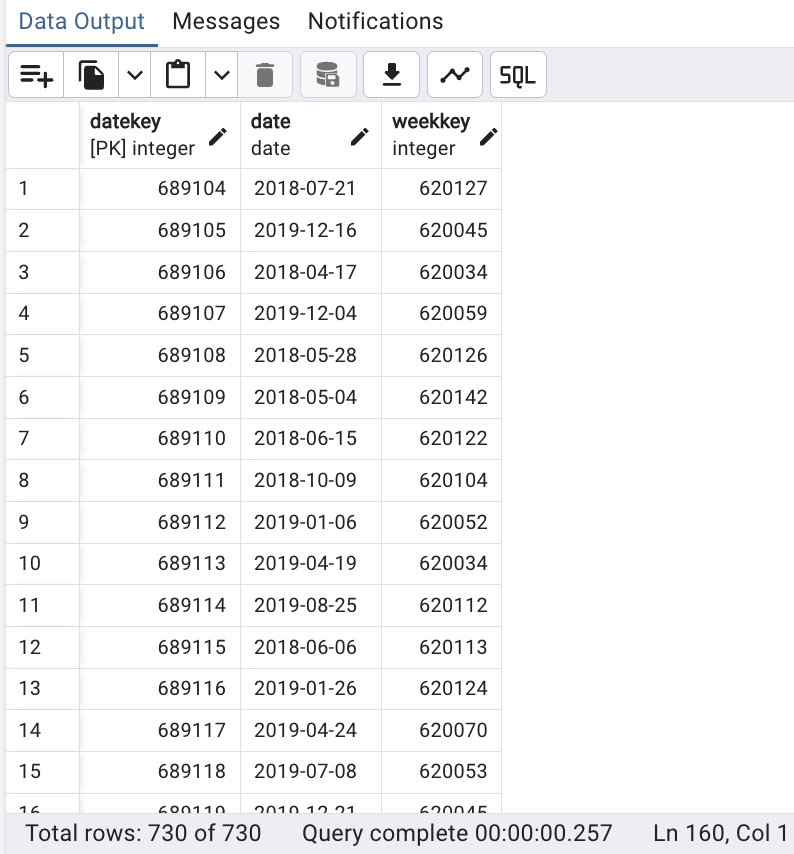 Data Output Messages Notifications
SQL
datekey date weekkey
[PK] integer date integer
1 689104 2018-07-21 620127
2 689105 2019-12-16 620045
3 689106 2018-04-17 620034
4 689107 2019-12-04 620059
5 689108 2018-05-28 620126
6 689109 2018-05-04 620142
7 689110 2018-06-15 620122
8 689111 2018-10-09 620104
9 689112 2019-01-06 620052
10 689113 2019-04-19 620034
11 689114 2019-08-25 620112
12 689115 2018-06-06 620113
13 689116 2019-01-26 620124
14 689117 2019-04-24 620070
15 689118 2019-07-08 620053
16 689119 2019-12-21 620045
Total rows: 730 of 730 Query complete 00:00:00.257 Ln 160, Col 1